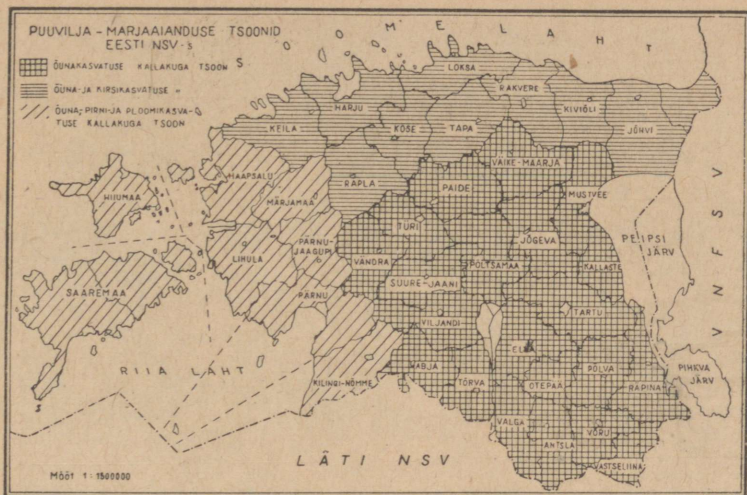 PUUVILJA - MARJAAIANDUSE TSOONID
EESTI NSV-s
ÕUNAKASVATUSE KALLAKUGA TSOON
ÕUNA-JA KIRSIKASVATUSE "
ÕUNA-, PIRNI-JA PLOOMIKASVA-
TUSE KALLAKUGA TSOON
SOOME LAHT
LOKSA
RAKVERE
HARJU
KIVIÕLI
KEILA
KOSE
TAPA
JÕHVI
VÄIKE-MAARJA
HAAPSALU
RAPLA
PAIDE
MUSTVEE
HIIUMAA
MÄRJAMAA
TÜRI
JÕGEVA
PEIPSI
JÄRV
VNFSV
LIHULA
PÄRNU-
JAAGUPI
VÄNDRA
PÕLTSAMAA
KALLASTE
SUURE-JAANI
SAAREMAA
PÄRNU
TARTU
VILJANDI
ELVA
RIIA LAHT
ABJA
PÕLVA
PIHKVA
JÄRV
KILINGI-NÕMME
TÕRVA
OTEPÄÄ
RÄPINA
VALGA
VÕRU
ANTSLA
VASTSELIINA
LÄTI NSV
Mõõt 1:1500000